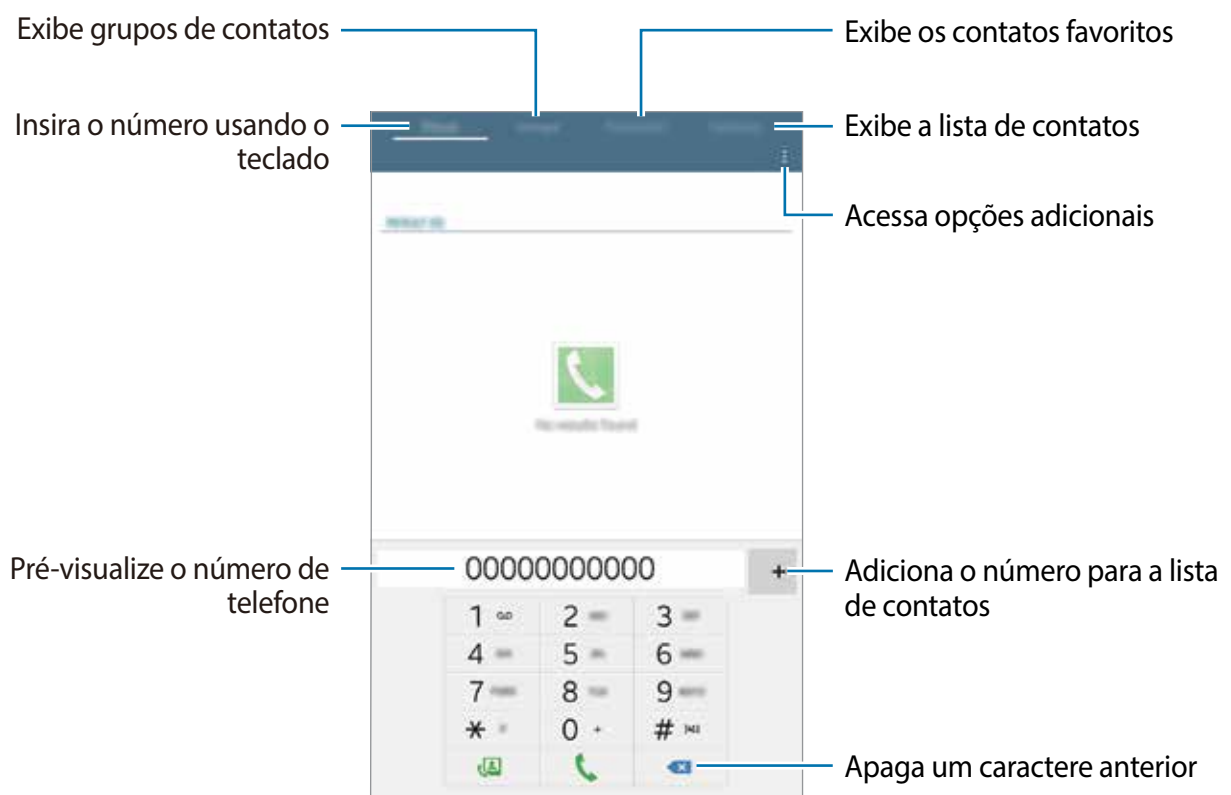 Exibe grupos de contatos
Exibe os contatos favoritos
Insira o número usando o
teclado
Exibe a lista de contatos
Acessa opções adicionais
No results found
Pré-visualize o número de
telefone
00000000000
+
Adiciona o número para a lista
de contatos
1 2 3
4 5 6
7 8 9
* 0 + #
Apaga um caractere anterior